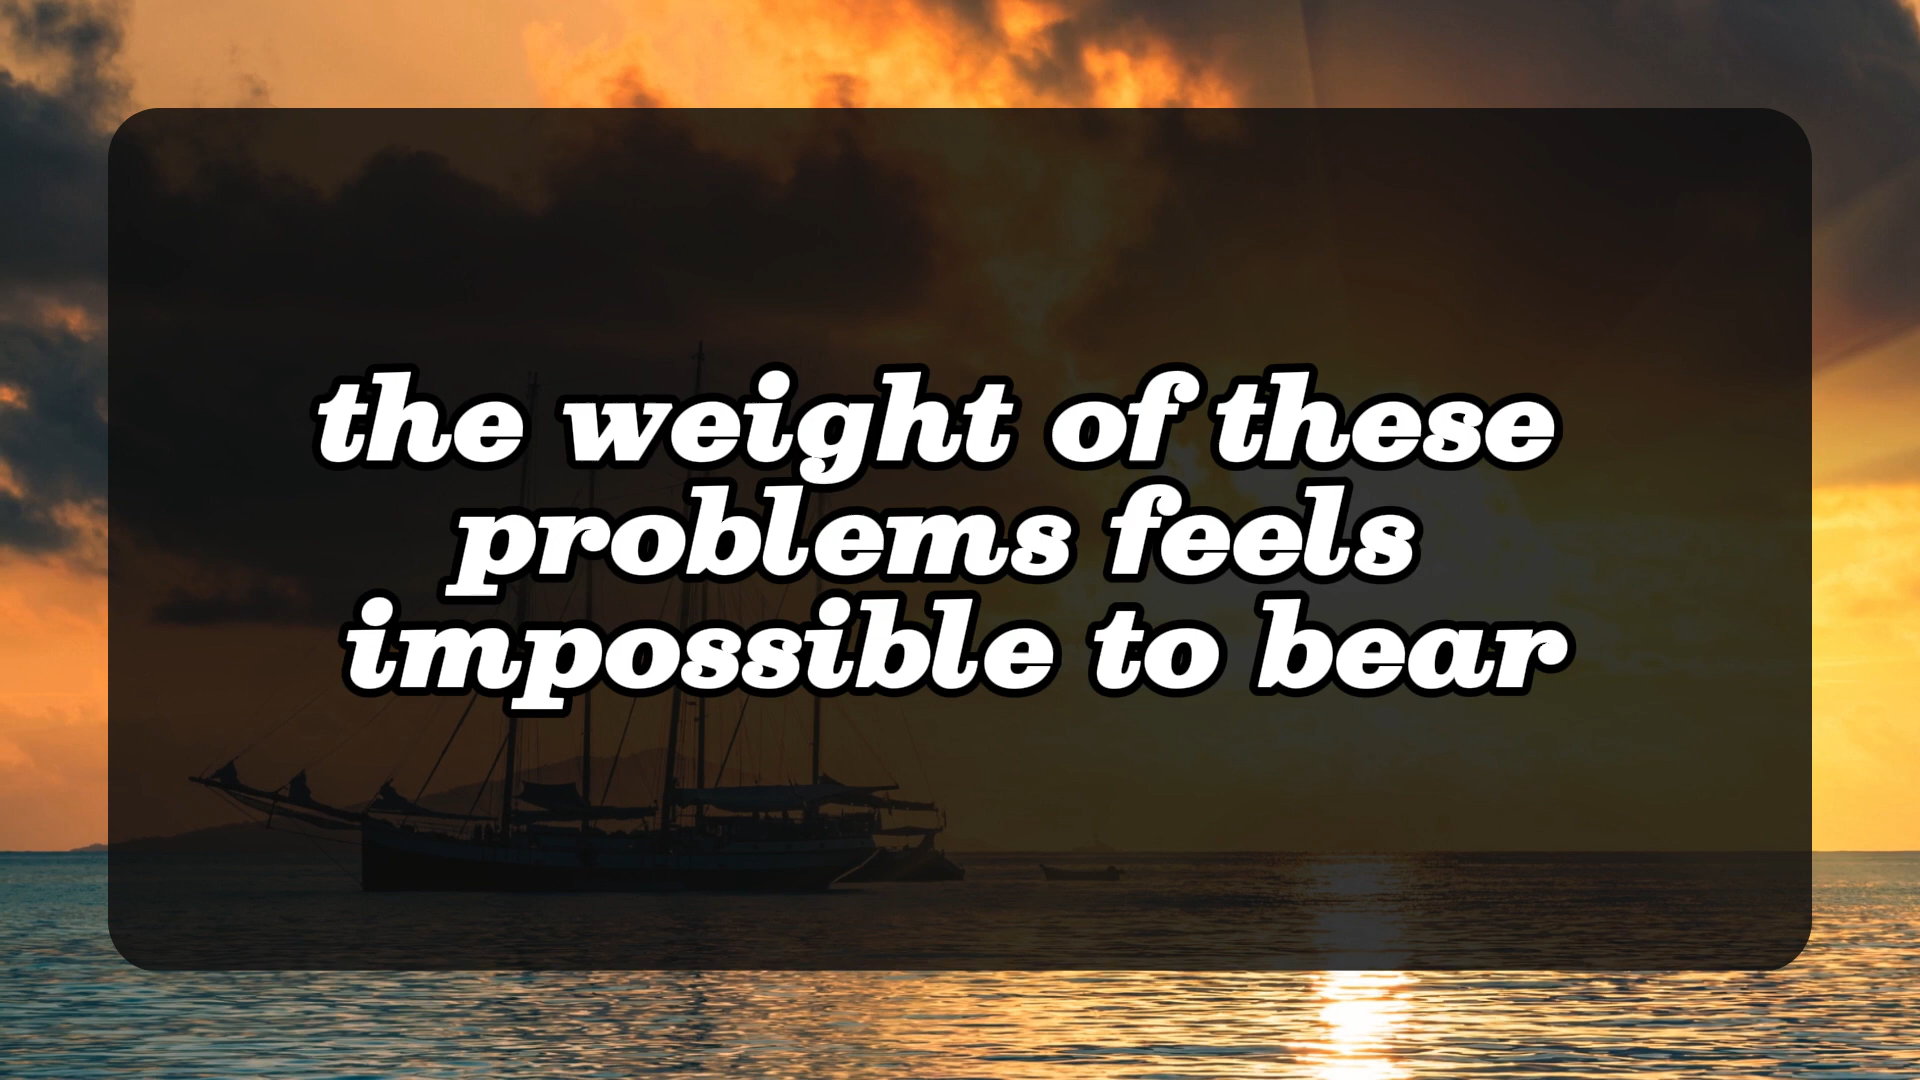 the weight of these
problems feels
impossible to bear